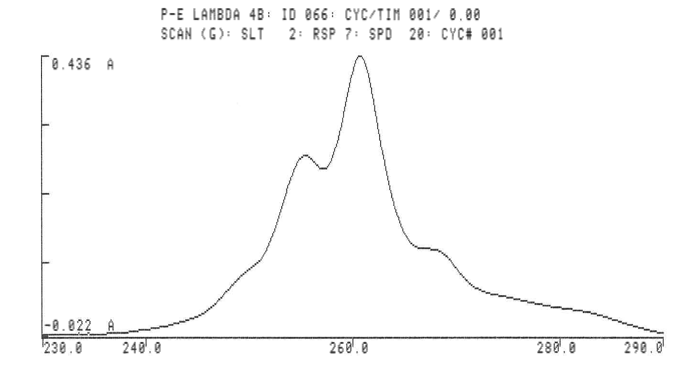 P-E LAMBDA 4B: ID 066: CYC/TIM 001/ 0.00
SCAN (G): SLT 2: RSP 7: SPD 20: CYC# 001
0.436 A
-0.022 A
230.0 240.0 260.0 280.0 290.0